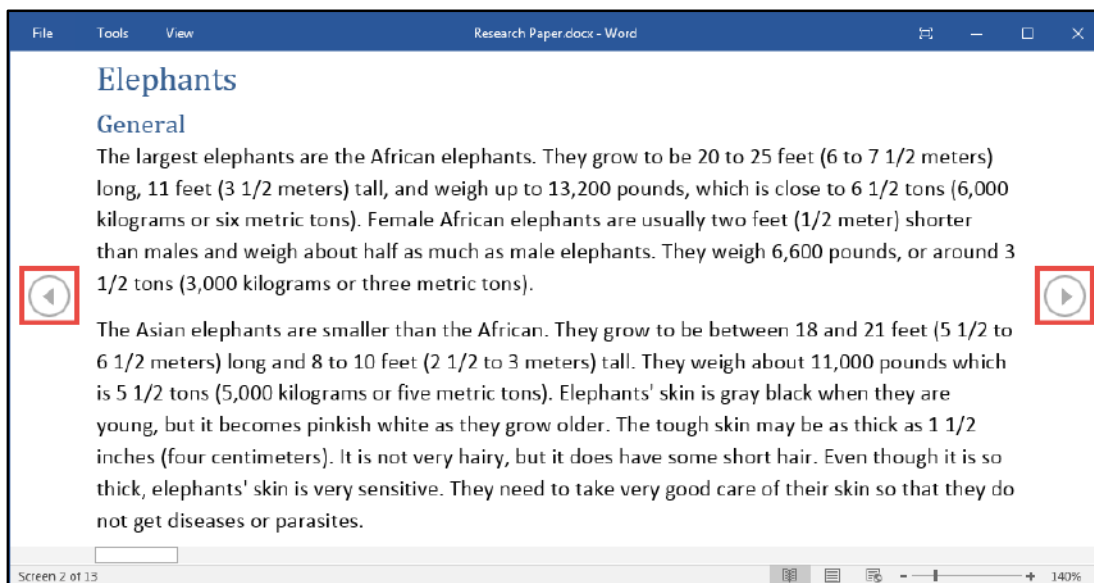 File Tools View Research Paper.docx - Word
Elephants
General
The largest elephants are the African elephants. They grow to be 20 to 25 feet (6 to 7 1/2 meters)
long, 11 feet (3 1/2 meters) tall, and weigh up to 13,200 pounds, which is close to 6 1/2 tons (6,000
kilograms or six metric tons). Female African elephants are usually two feet (1/2 meter) shorter
than males and weigh about half as much as male elephants. They weigh 6,600 pounds, or around 3
1/2 tons (3,000 kilograms or three metric tons).
The Asian elephants are smaller than the African. They grow to be between 18 and 21 feet (5 1/2 to
6 1/2 meters) long and 8 to 10 feet (2 1/2 to 3 meters) tall. They weigh about 11,000 pounds which
is 5 1/2 tons (5,000 kilograms or five metric tons). Elephants' skin is gray black when they are
young, but it becomes pinkish white as they grow older. The tough skin may be as thick as 1 1/2
inches (four centimeters). It is not very hairy, but it does have some short hair. Even though it is so
thick, elephants' skin is very sensitive. They need to take very good care of their skin so that they do
not get diseases or parasites.
Screen 2 of 13 140%